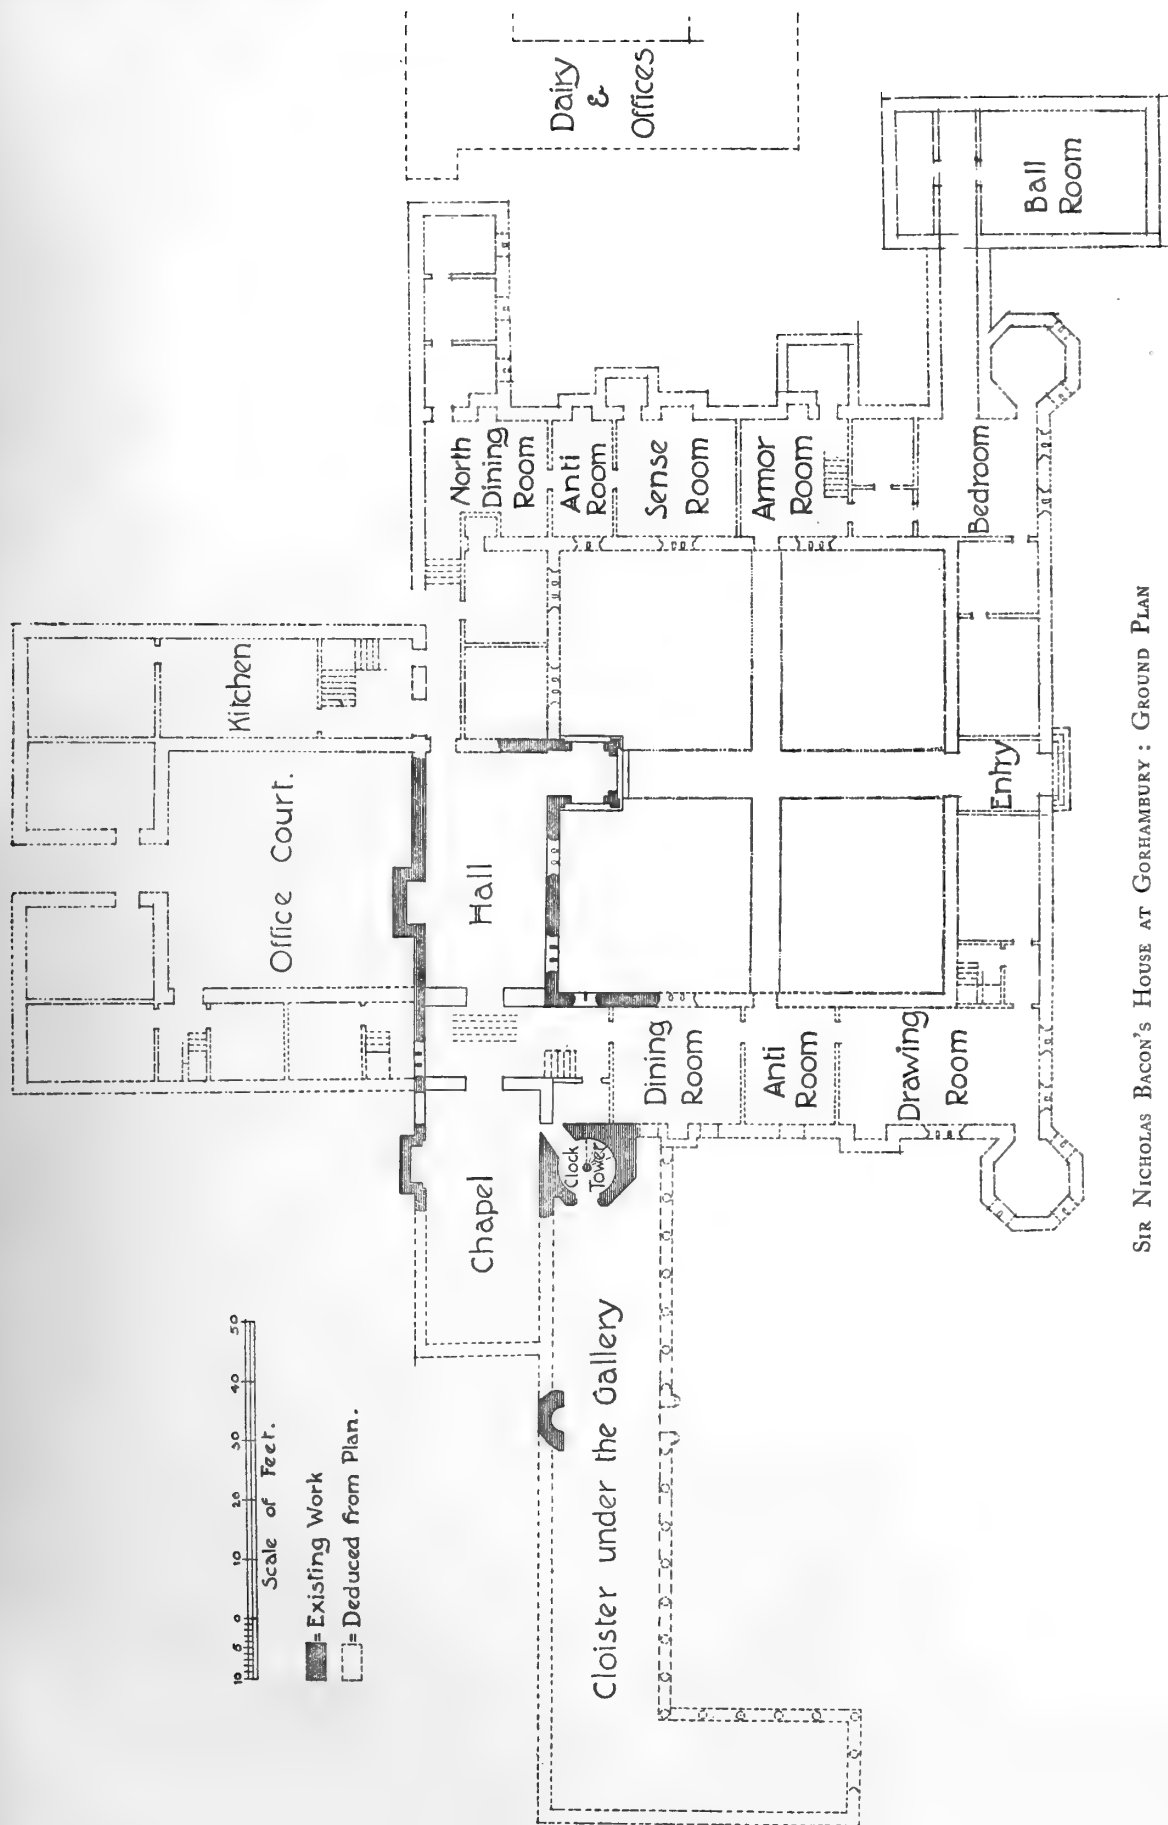 Dairy
&
Offices
Ball
Room
North
Dining
Room
Anti
Room
Sense
Room
Armor
Room
Bedroom
Kitchen
Office Court.
Hall
Entry
Dining
Room
Anti
Room
Drawing
Room
Clock
Tower
Chapel
Cloister under the Gallery
10 5 0 10 20 30 40 50
Scale of Feet.
= Existing Work
= Deduced from Plan.
SIR NICHOLAS BACON'S HOUSE AT GORHAMBURY : GROUND PLAN